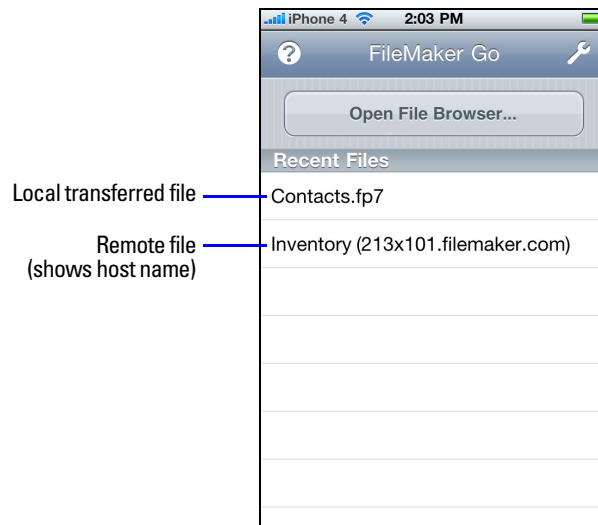 iPhone 4 2:03 PM
? FileMaker Go
Open File Browser...
Recent Files
Local transferred file
Contacts.fp7
Remote file
(shows host name)
Inventory (213x101.filemaker.com)